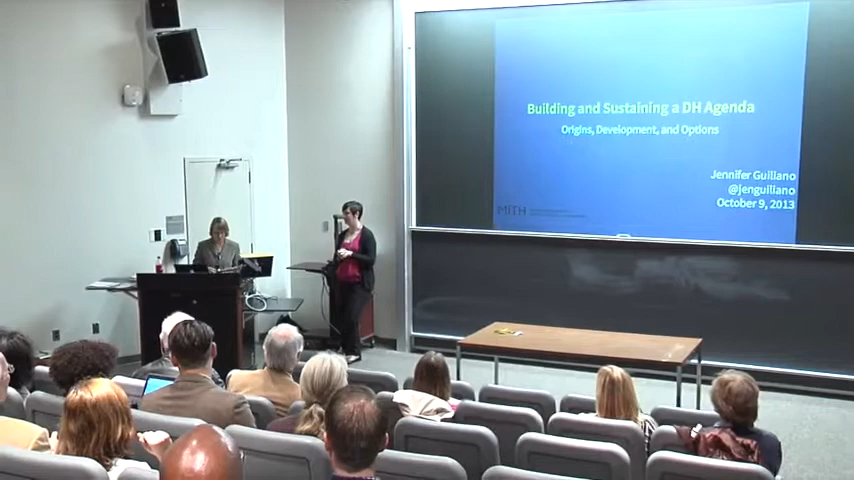 Building and Sustaining a DH Agenda
Origins, Development, and Options
Jennifer Guiliano
@jenguiliano
October 9, 2013
MITH